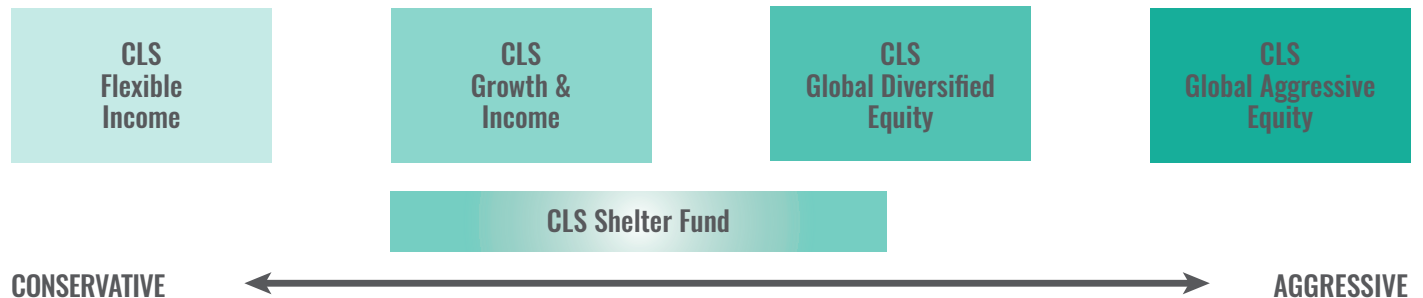 CLS
Flexible
Income
CLS
Growth &
Income
CLS
Global Diversified
Equity
CLS
Global Aggressive
Equity
CLS Shelter Fund
CONSERVATIVE
AGGRESSIVE